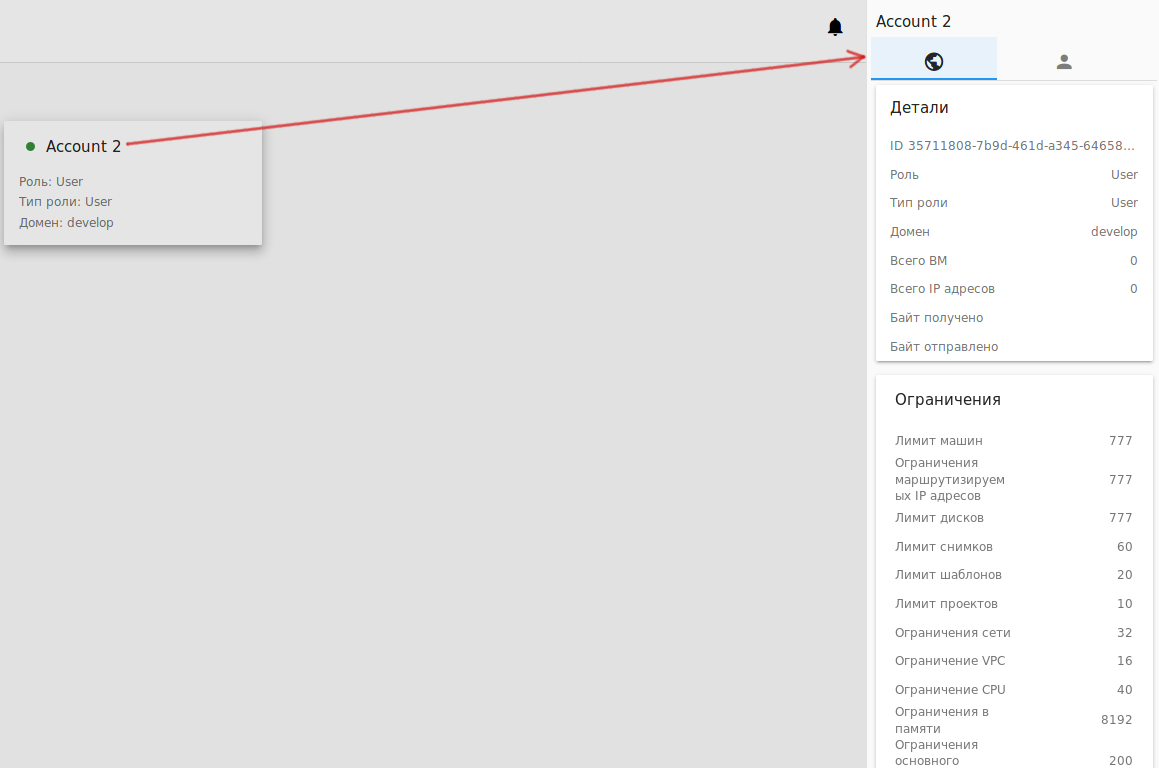 Account 2
Роль: User
Тип роли: User
Домен: develop
Account 2
Детали
ID 35711808-7b9d-461d-a345-64658...
Роль User
Тип роли User
Домен develop
Всего ВМ 0
Всего IP адресов 0
Байт получено
Байт отправлено
Ограничения
Лимит машин 777
Ограничения
маршрутизируем 777
ых IP адресов
Лимит дисков 777
Лимит снимков 60
Лимит шаблонов 20
Лимит проектов 10
Ограничения сети 32
Ограничение VPC 16
Ограничение CPU 40
Ограничения в 8192
памяти
Ограничения
основного 200